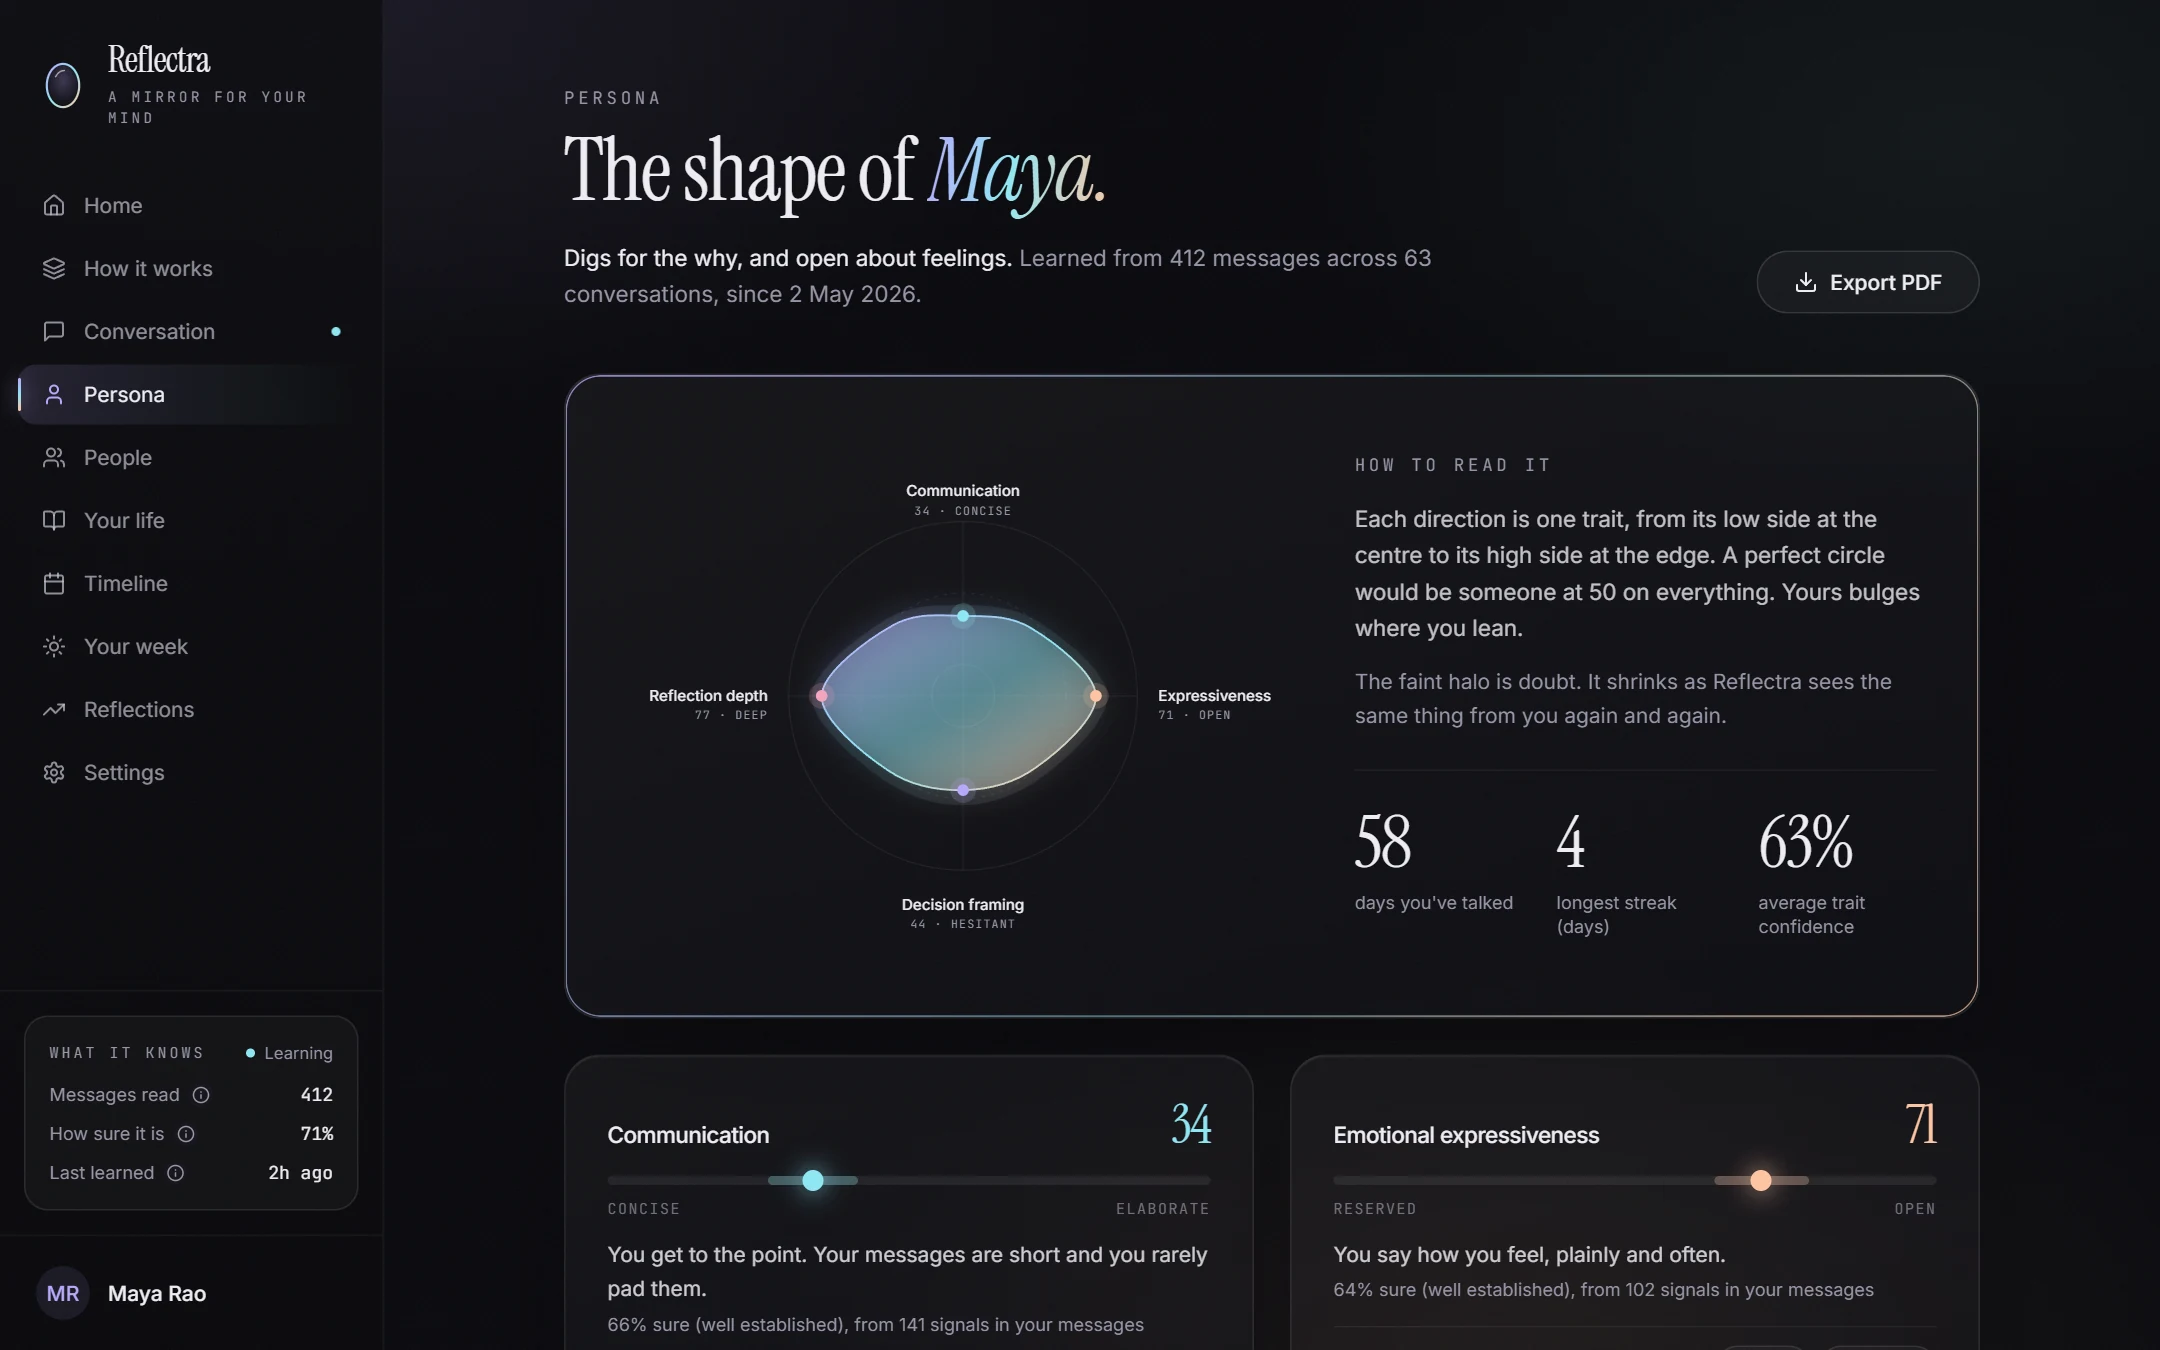 Reflectra
A MIRROR FOR YOUR
MIND
Home
How it works
Conversation
Persona
People
Your life
Timeline
Your week
Reflections
Settings
WHAT IT KNOWS
Learning
Messages read
412
How sure it is
71%
Last learned
2h ago
MR
Maya Rao
PERSONA
The shape of Maya.
Digs for the why, and open about feelings. Learned from 412 messages across 63
conversations, since 2 May 2026.
Export PDF
Communication
34 · CONCISE
Reflection depth
77 · DEEP
Expressiveness
71 · OPEN
Decision framing
44 · HESITANT
HOW TO READ IT
Each direction is one trait, from its low side at the
centre to its high side at the edge. A perfect circle
would be someone at 50 on everything. Yours bulges
where you lean.
The faint halo is doubt. It shrinks as Reflectra sees the
same thing from you again and again.
58
days you've talked
4
longest streak
(days)
63%
average trait
confidence
Communication
34
CONCISE
ELABORATE
You get to the point. Your messages are short and you rarely
pad them.
66% sure (well established), from 141 signals in your messages
Emotional expressiveness
71
RESERVED
OPEN
You say how you feel, plainly and often.
64% sure (well established), from 102 signals in your messages